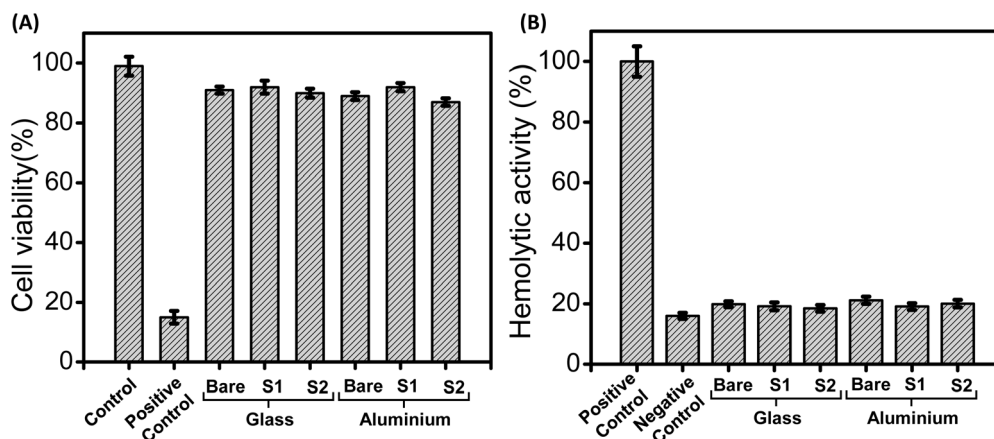 (A)
Cell viability(%)
100
80
60
40
20
0
Control
Positive
Control
Bare
S1
S2
Bare
S1
S2
Glass
Aluminium
(B)
Hemolytic activity (%)
100
80
60
40
20
0
Positive
Control
Negative
Control
Bare
S1
S2
Bare
S1
S2
Glass
Aluminium